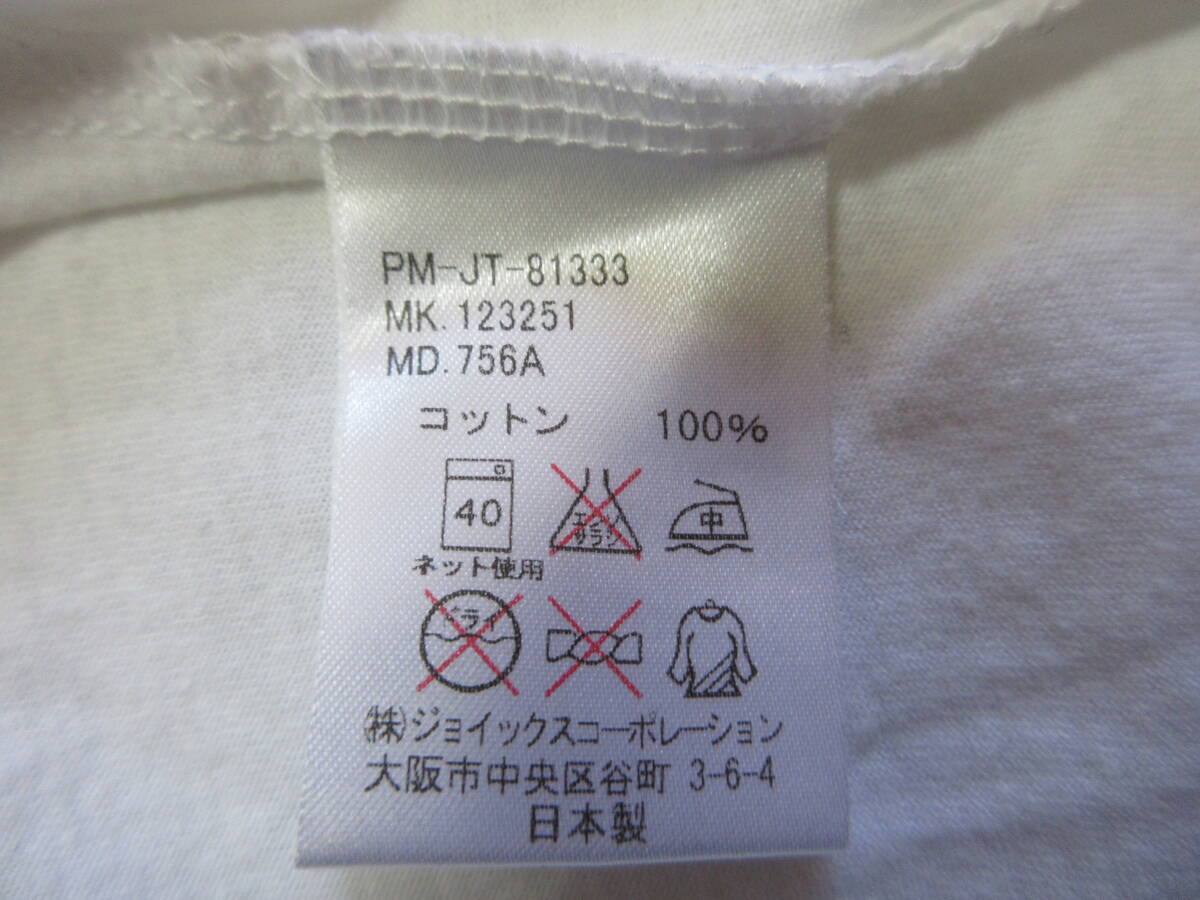 PM-JT-81333
MK.123251
MD.756A
コットン 100%
40
エンソ
サラシ
中
ネット使用
ドライ
㈱ジョイックスコーポレーション
大阪市中央区谷町 3-6-4
日本製